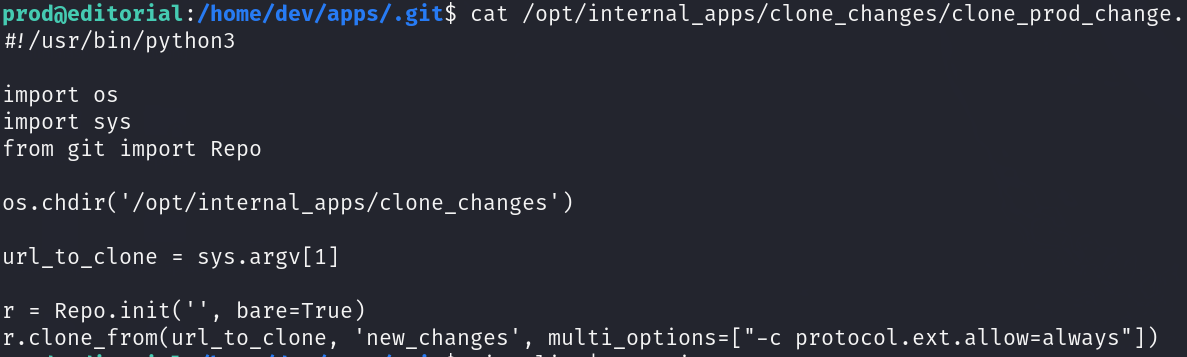 prod@editorial:/home/dev/apps/.git$ cat /opt/internal_apps/clone_changes/clone_prod_change.
#!/usr/bin/python3
import os
import sys
from git import Repo
os.chdir('/opt/internal_apps/clone_changes')
url_to_clone = sys.argv[1]
r = Repo.init('', bare=True)
r.clone_from(url_to_clone, 'new_changes', multi_options=["-c protocol.ext.allow=always"])